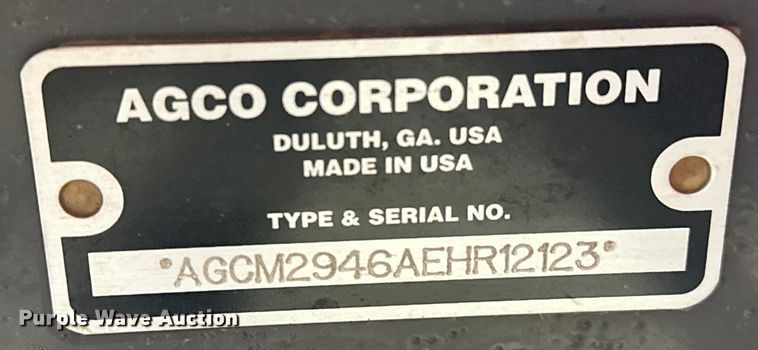 AGCO CORPORATION
DULUTH, GA. USA
MADE IN USA
TYPE & SERIAL NO.
*AGCM2946AEHR12123*
Purple Wave Auction